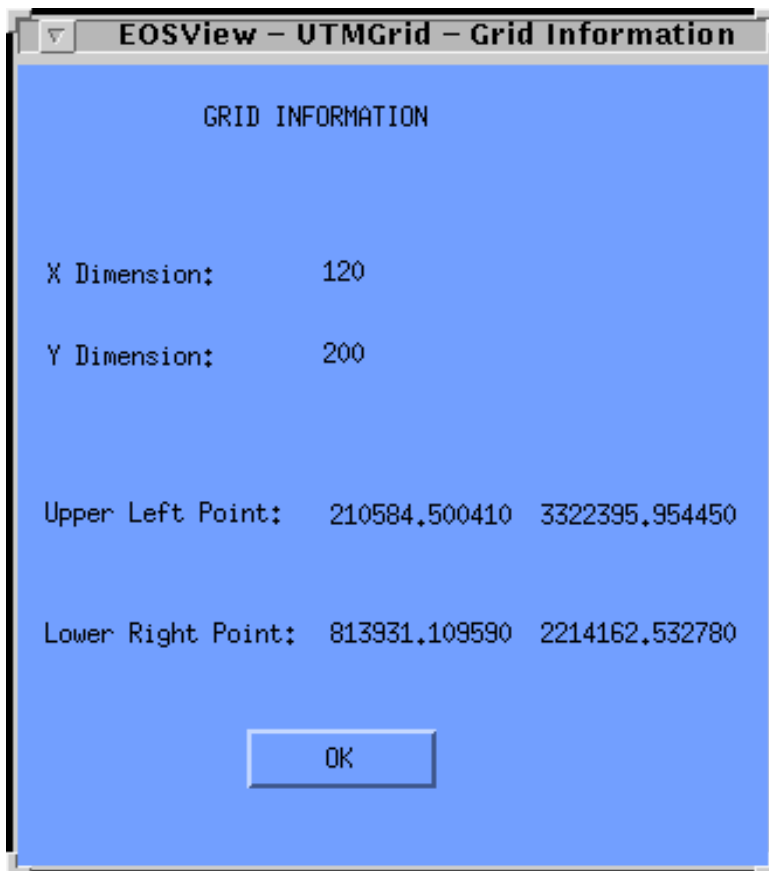 EOSView – UTMGrid – Grid Information
GRID INFORMATION
X Dimension: 120
Y Dimension: 200
Upper Left Point: 210584.500410 3322395.954450
Lower Right Point: 813931.109590 2214162.532780
OK